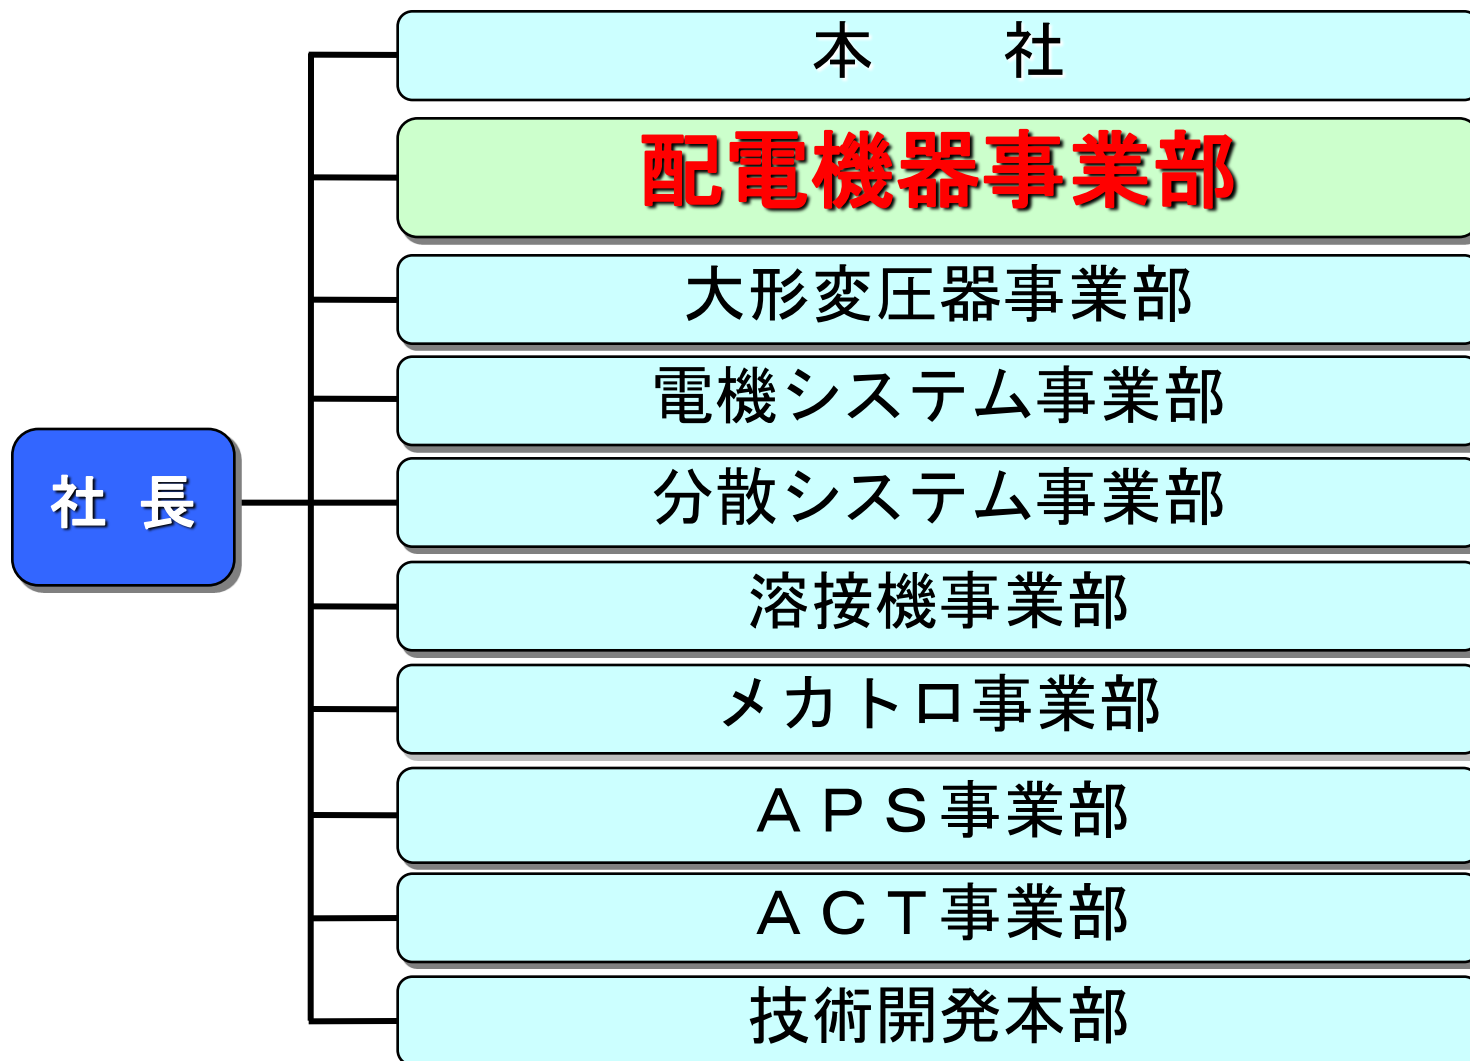 本　　社
配電機器事業部
大形変圧器事業部
電機システム事業部
社 長
分散システム事業部
溶接機事業部
メカトロ事業部
ＡＰＳ事業部
ＡＣＴ事業部
技術開発本部